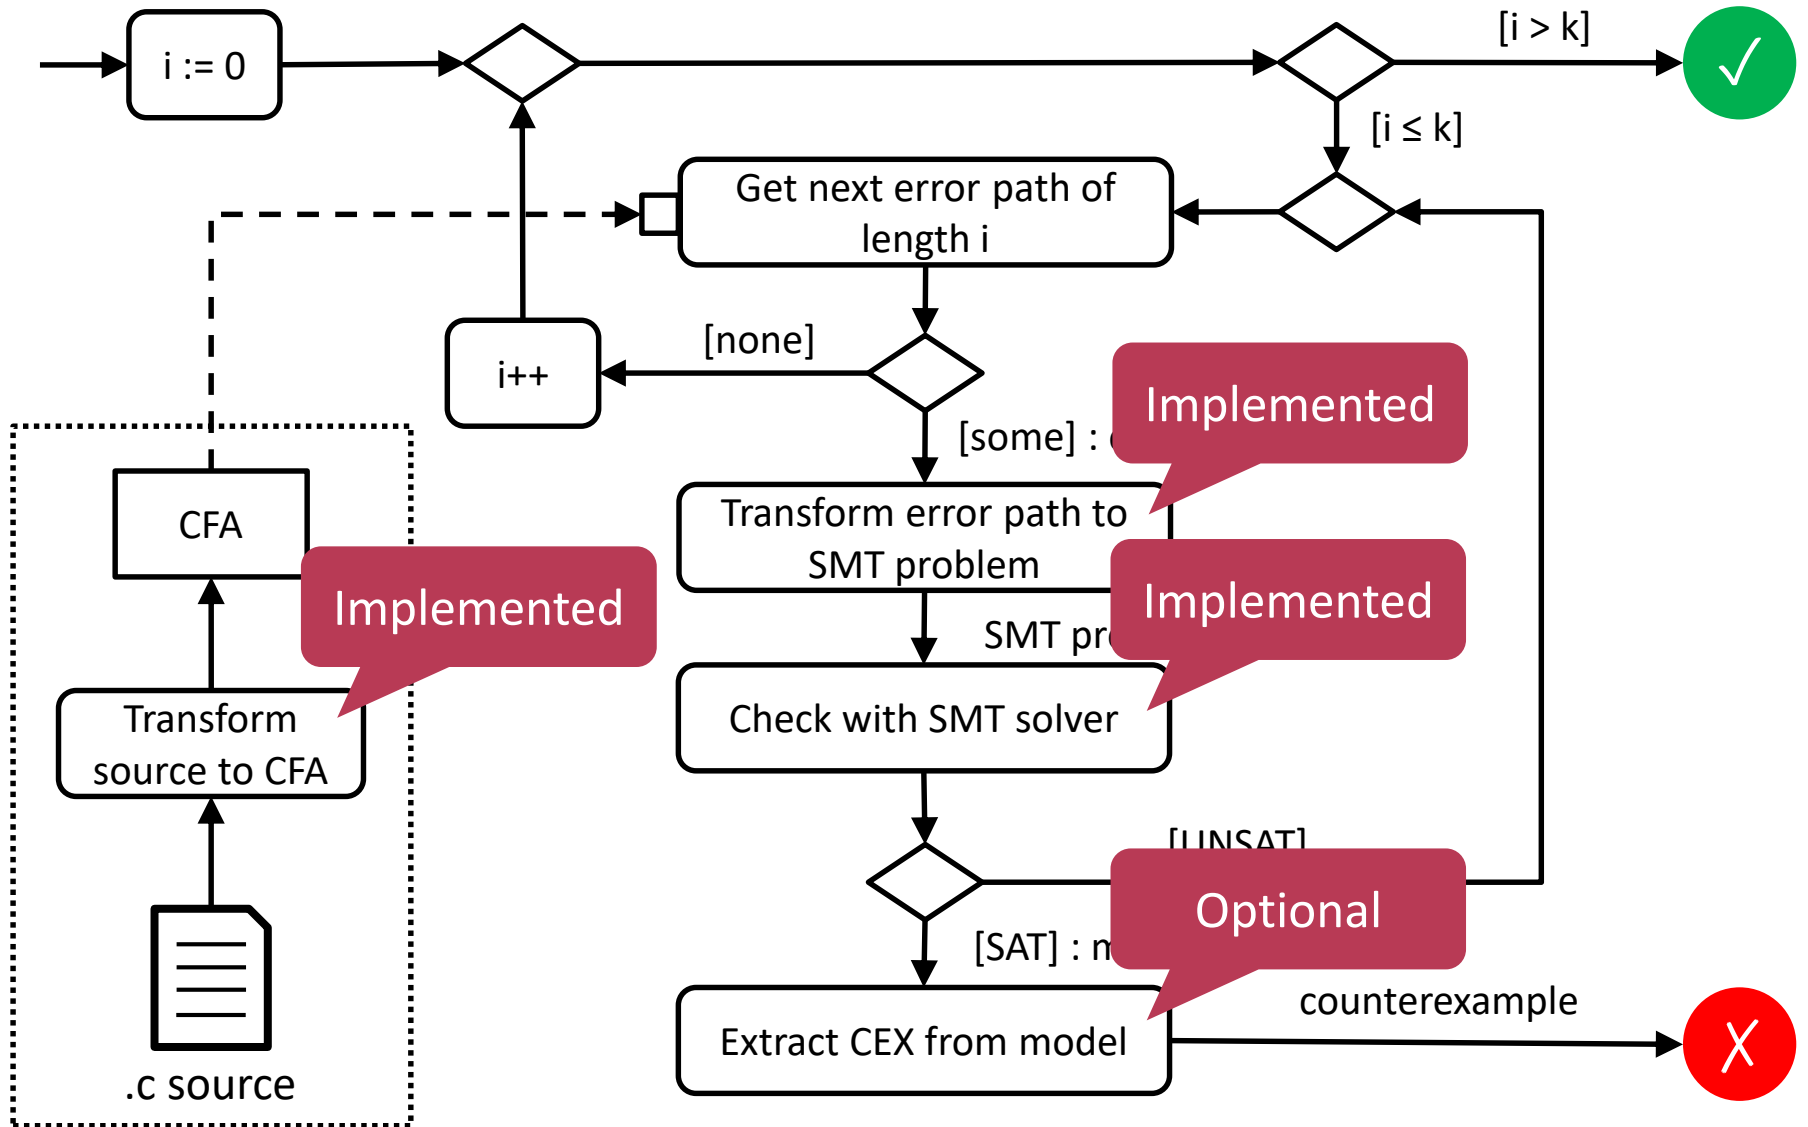 i := 0
[i > k]
✓
[i ≤ k]
Get next error path of
length i
[none]
i++
Implemented
[some] :
CFA
Transform error path to
SMT problem
Implemented
Implemented
SMT
Transform
source to CFA
Check with SMT solver
[UNSAT]
Optional
[SAT] :
.c source
Extract CEX from model
counterexample
✗